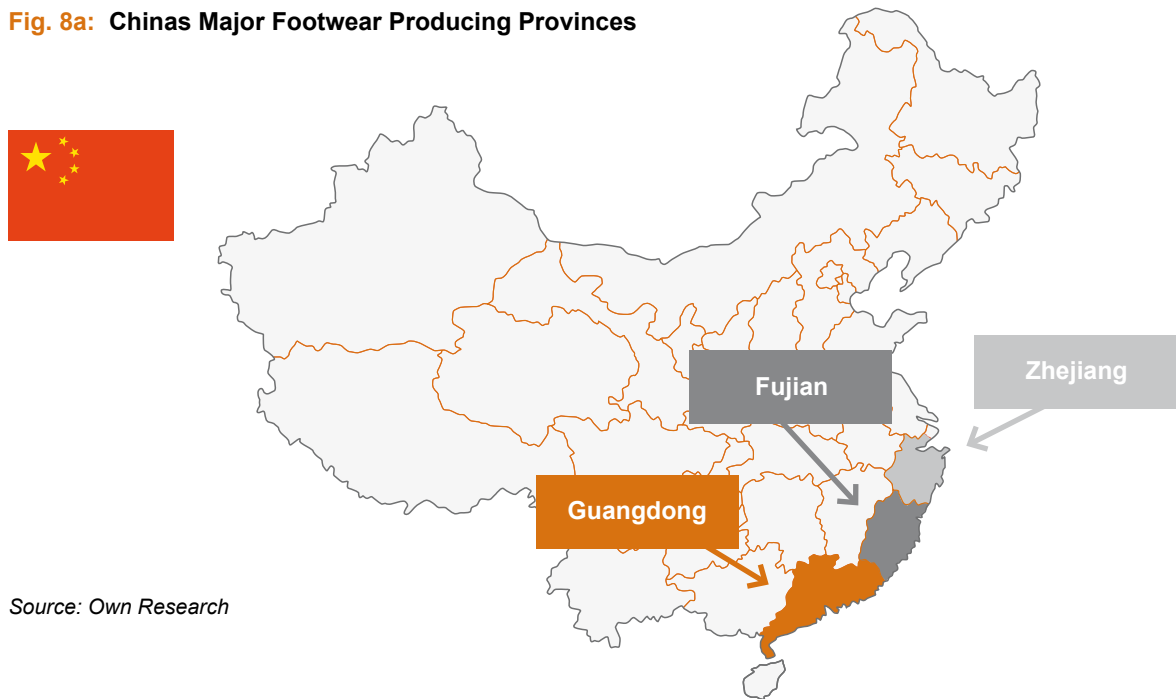 Fig. 8a: Chinas Major Footwear Producing Provinces
Zhejiang
Fujian
Guangdong
Source: Own Research